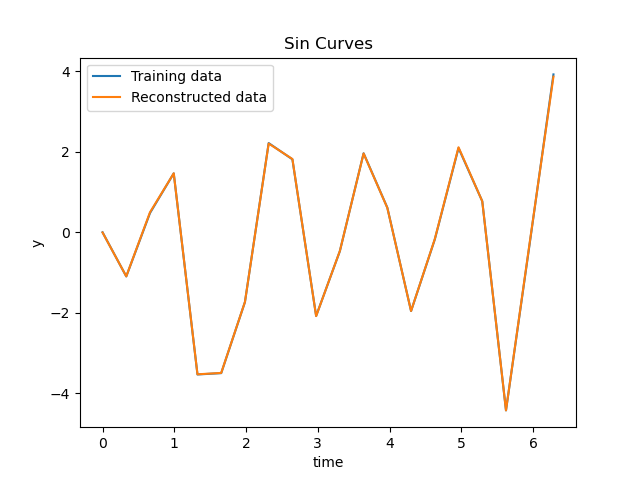 Sin Curves
Training data
Reconstructed data
4
2
0
−2
−4
y
0 1 2 3 4 5 6
time